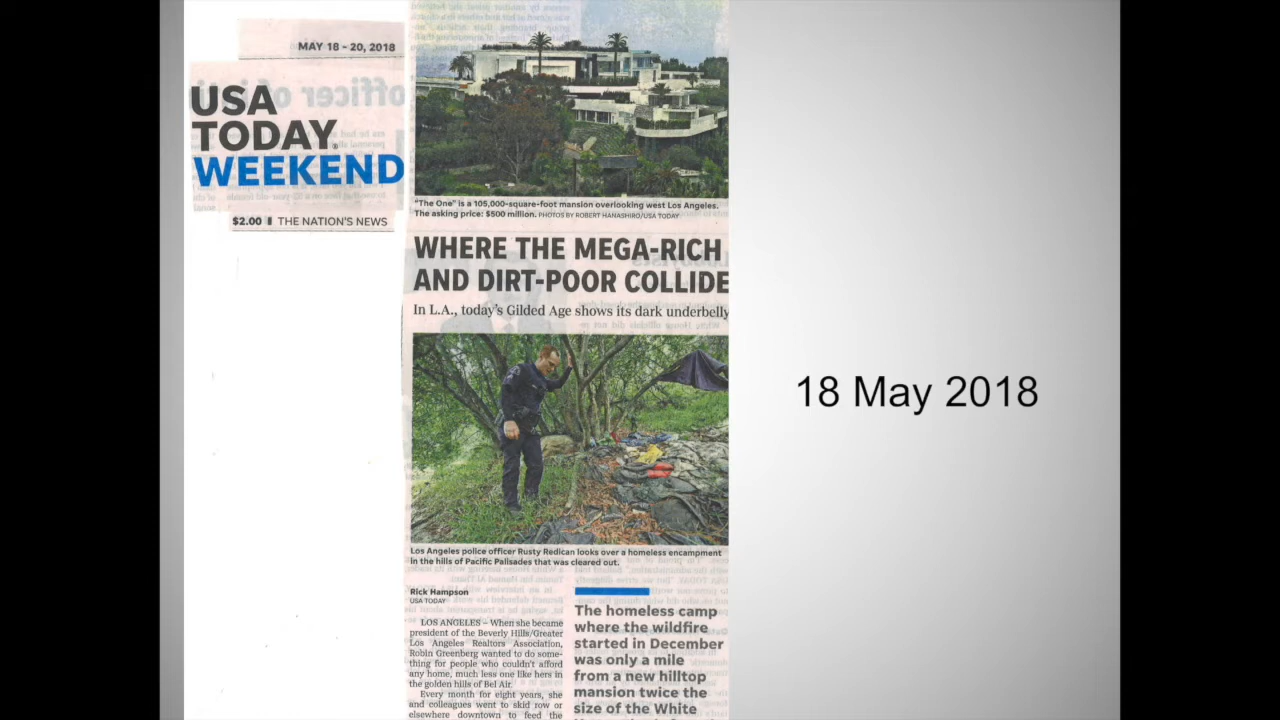 MAY 18 - 20, 2018
USA
TODAY
WEEKEND
$2.00 THE NATION'S NEWS
"The One" is a 105,000-square-foot mansion overlooking west Los Angeles.
The asking price: $500 million. PHOTOS BY ROBERT HANASHIRO/USA TODAY
WHERE THE MEGA-RICH
AND DIRT-POOR COLLIDE
In L.A., today's Gilded Age shows its dark underbelly
Los Angeles police officer Rusty Redican looks over a homeless encampment
in the hills of Pacific Palisades that was cleared out.
Rick Hampson
USA TODAY
LOS ANGELES – When she became
president of the Beverly Hills/Greater
Los Angeles Realtors Association,
Robin Greenberg wanted to do some-
thing for people who couldn't afford
any home, much less one like hers in
the golden hills of Bel Air.
Every month for eight years, she
and colleagues went to skid row or
elsewhere downtown to feed the
The homeless camp
where the wildfire
started in December
was only a mile
from a new hilltop
mansion twice the
size of the White
18 May 2018